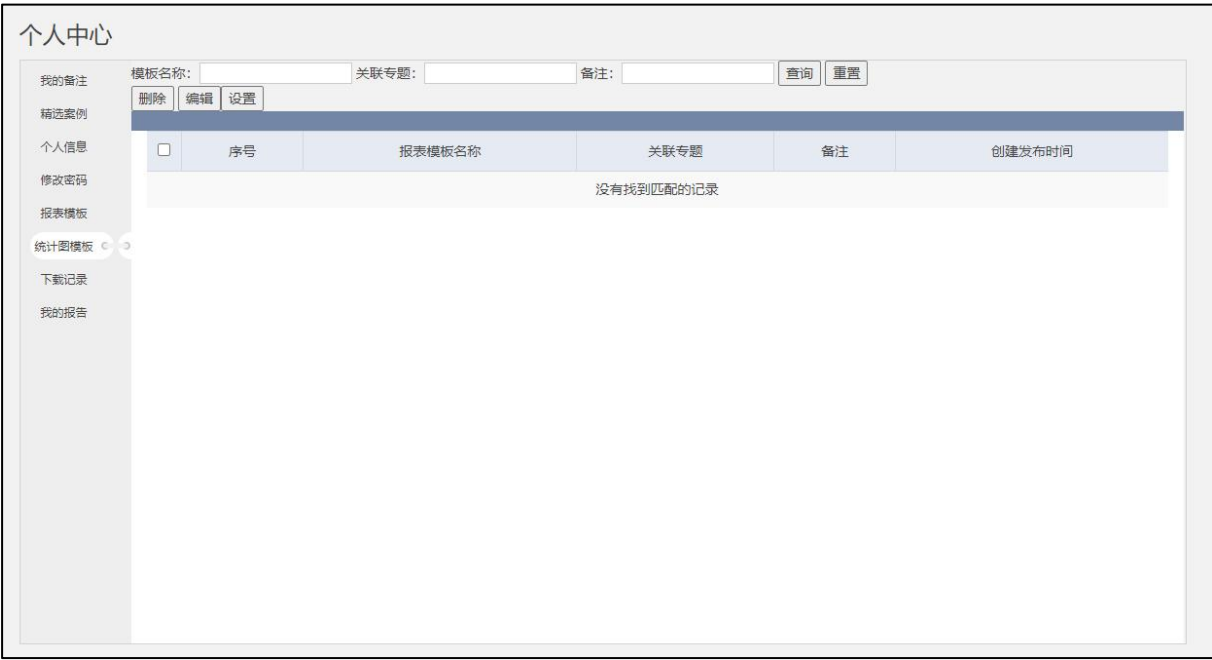 个人中心
我的备注
精选案例
个人信息
修改密码
报表模板
统计图模板
下载记录
我的报告
模板名称： 关联专题： 备注： 查询 重置
删除 编辑 设置
序号 报表模板名称 关联专题 备注 创建发布时间
没有找到匹配的记录